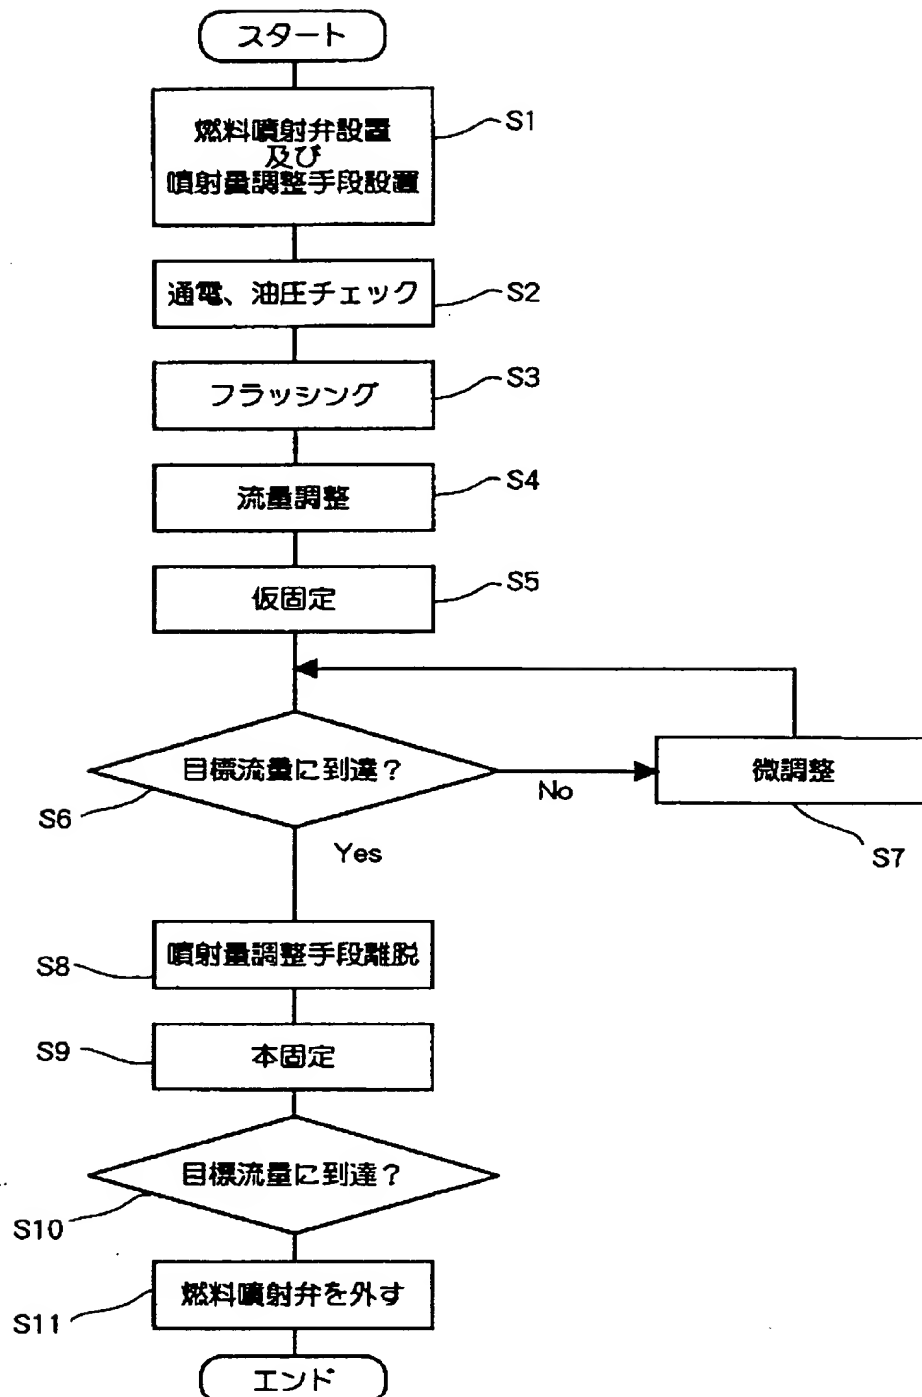 スタート
燃料噴射弁設置
及び
噴射量調整手段設置
S1
通電、油圧チェック
S2
フラッシング
S3
流量調整
S4
仮固定
S5
目標流量に到達?
S6
No
微調整
S7
Yes
噴射量調整手段離脱
S8
本固定
S9
目標流量に到達?
S10
燃料噴射弁を外す
S11
エンド